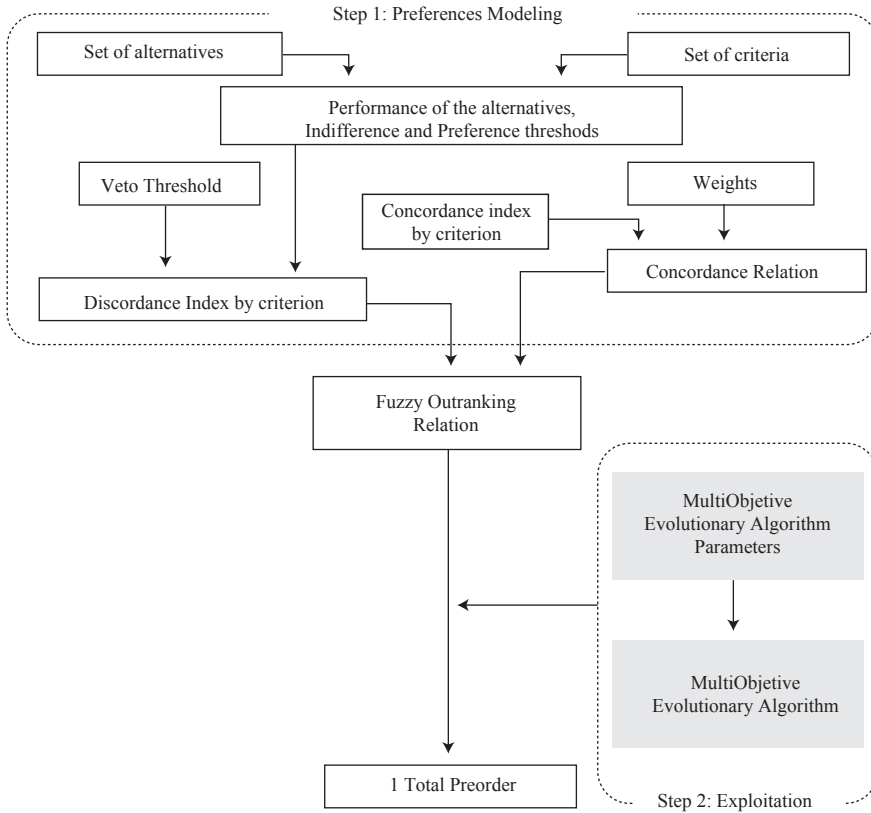 Step 1: Preferences Modeling
Set of alternatives
Set of criteria
Performance of the alternatives,
Indifference and Preference threshods
Veto Threshold
Weights
Concordance index
by criterion
Concordance Relation
Discordance Index by criterion
Fuzzy Outranking
Relation
MultiObjetive
Evolutionary Algorithm
Parameters
MultiObjetive
Evolutionary Algorithm
1 Total Preorder
Step 2: Exploitation